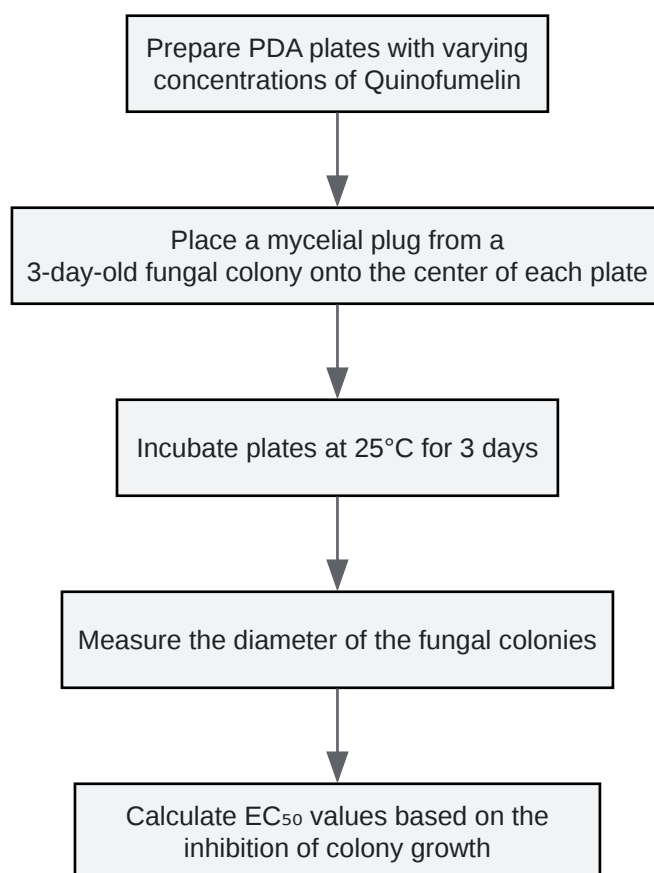 Prepare PDA plates with varying
concentrations of Quinofumelin
Place a mycelial plug from a
3-day-old fungal colony onto the center of each plate
Incubate plates at 25°C for 3 days
Measure the diameter of the fungal colonies
Calculate EC₅₀ values based on the
inhibition of colony growth